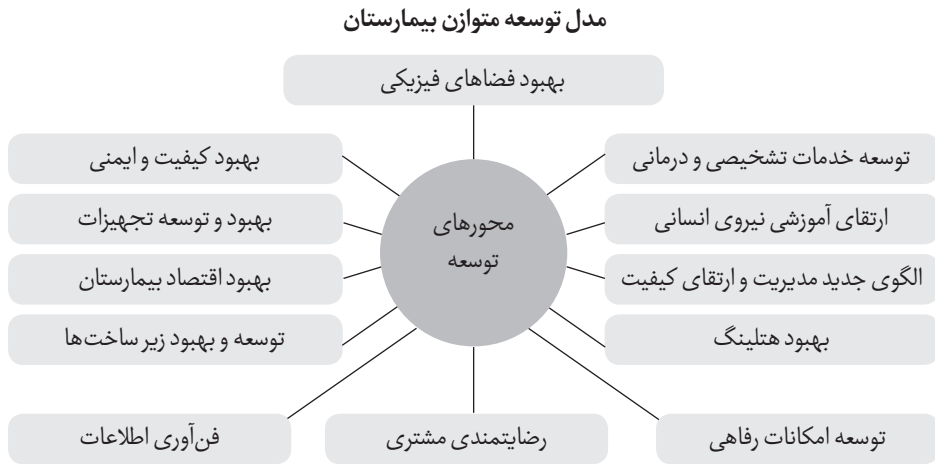 مدل توسعه متوازن بیمارستان
بهبود فضاهای فیزیکی
توسعه خدمات تشخیصی و درمانی
بهبود کیفیت و ایمنی
ارتقای آموزشی نیروی انسانی
بهبود و توسعه تجهیزات
محورهای
توسعه
الگوی جدید مدیریت و ارتقای کیفیت
بهبود اقتصاد بیمارستان
بهبود هتلینگ
توسعه و بهبود زیر ساخت‌ها
توسعه امکانات رفاهی
رضایتمندی مشتری
فن‌آوری اطلاعات